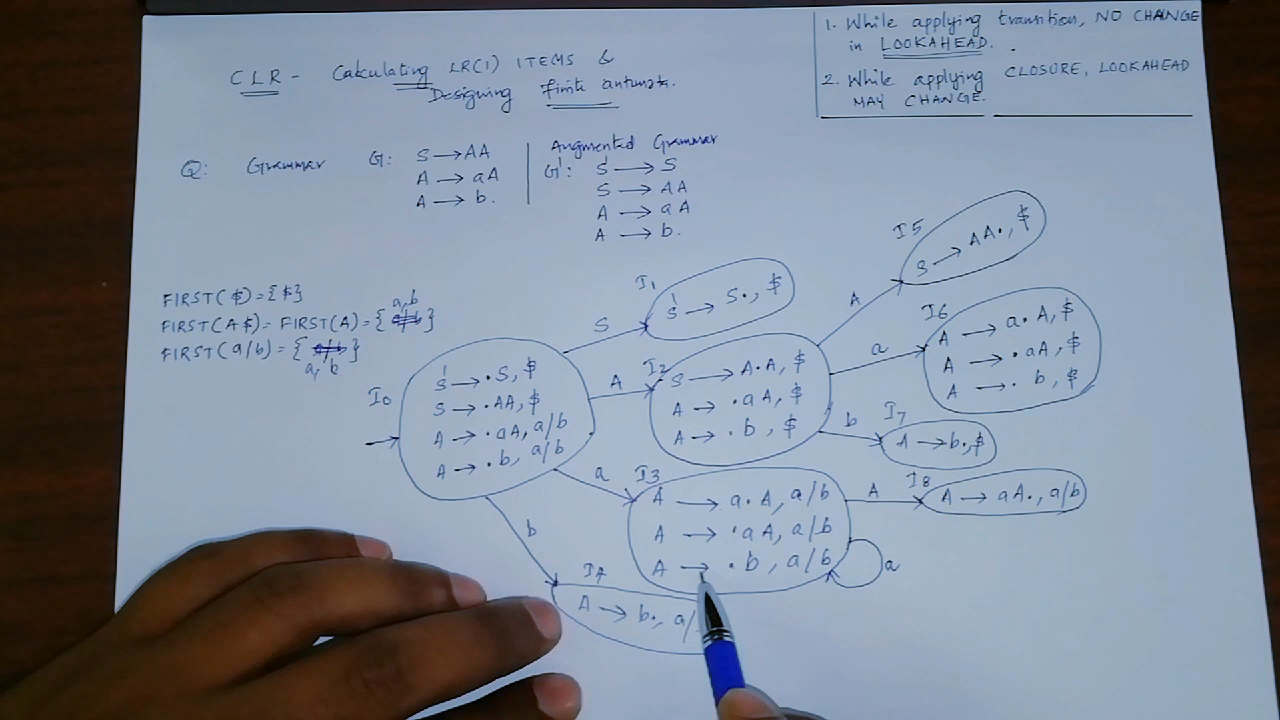 1. While applying transition, NO CHANGE
in LOOKAHEAD.
2. While applying CLOSURE, LOOKAHEAD
MAY CHANGE.
CLR - Calculating LR(1) ITEMS &
Designing finite automata.
Q: Grammar G: S → AA
A → aA
A → b.
Augmented Grammar
G': S' → S
S → AA
A → aA
A → b.
FIRST($) = {$}
FIRST(A$) = FIRST(A) = {a, b}
FIRST(a/b) = {a, b}
I0
S' → ·S, $
S → ·AA, $
A → ·aA, a/b
A → ·b, a/b
S
I1
S' → S·, $
A
I2
S → A·A, $
A → ·aA, $
A → ·b, $
A
I5
S → AA·, $
a
I6
A → a·A, $
A → ·aA, $
A → ·b, $
b
I7
A → b·, $
a
I3
A → a·A, a/b
A → ·aA, a/b
A → ·b, a/b
A
I8
A → aA·, a/b
a
b
I4
A → b·, a/